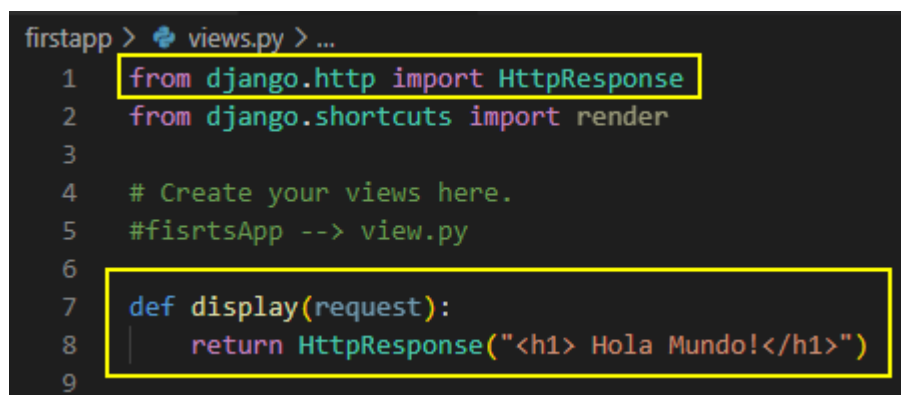 firstapp > views.py > ...
1 from django.http import HttpResponse
2 from django.shortcuts import render
3
4 # Create your views here.
5 #fisrtsApp --> view.py
6
7 def display(request):
8     return HttpResponse("<h1> Hola Mundo!</h1>")
9